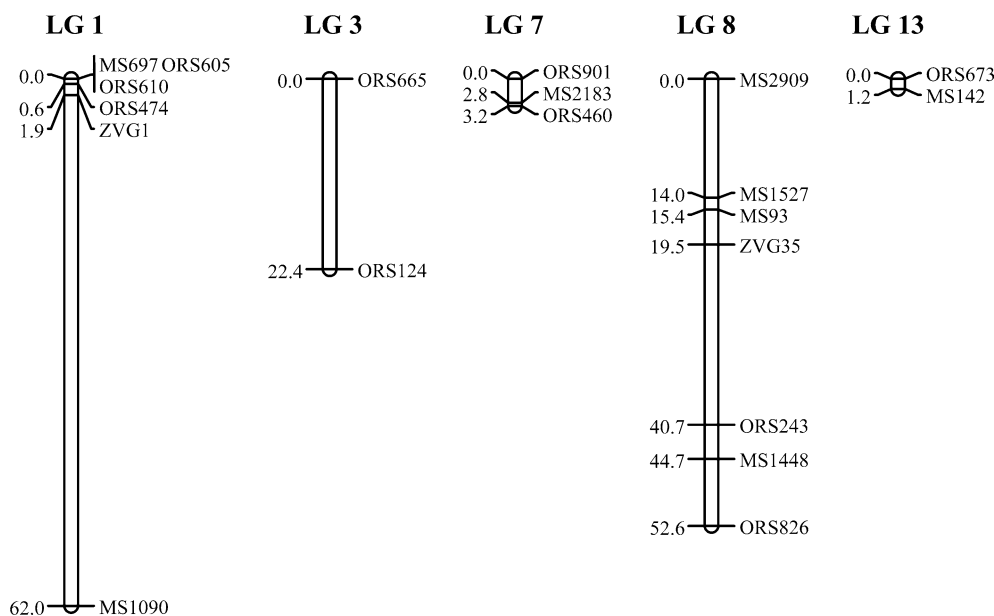 LG 1
0.0 MS697 ORS605
ORS610
0.6 ORS474
1.9 ZVG1
62.0 MS1090
LG 3
0.0 ORS665
22.4 ORS124
LG 7
0.0 ORS901
2.8 MS2183
3.2 ORS460
LG 8
0.0 MS2909
14.0 MS1527
15.4 MS93
19.5 ZVG35
40.7 ORS243
44.7 MS1448
52.6 ORS826
LG 13
0.0 ORS673
1.2 MS142